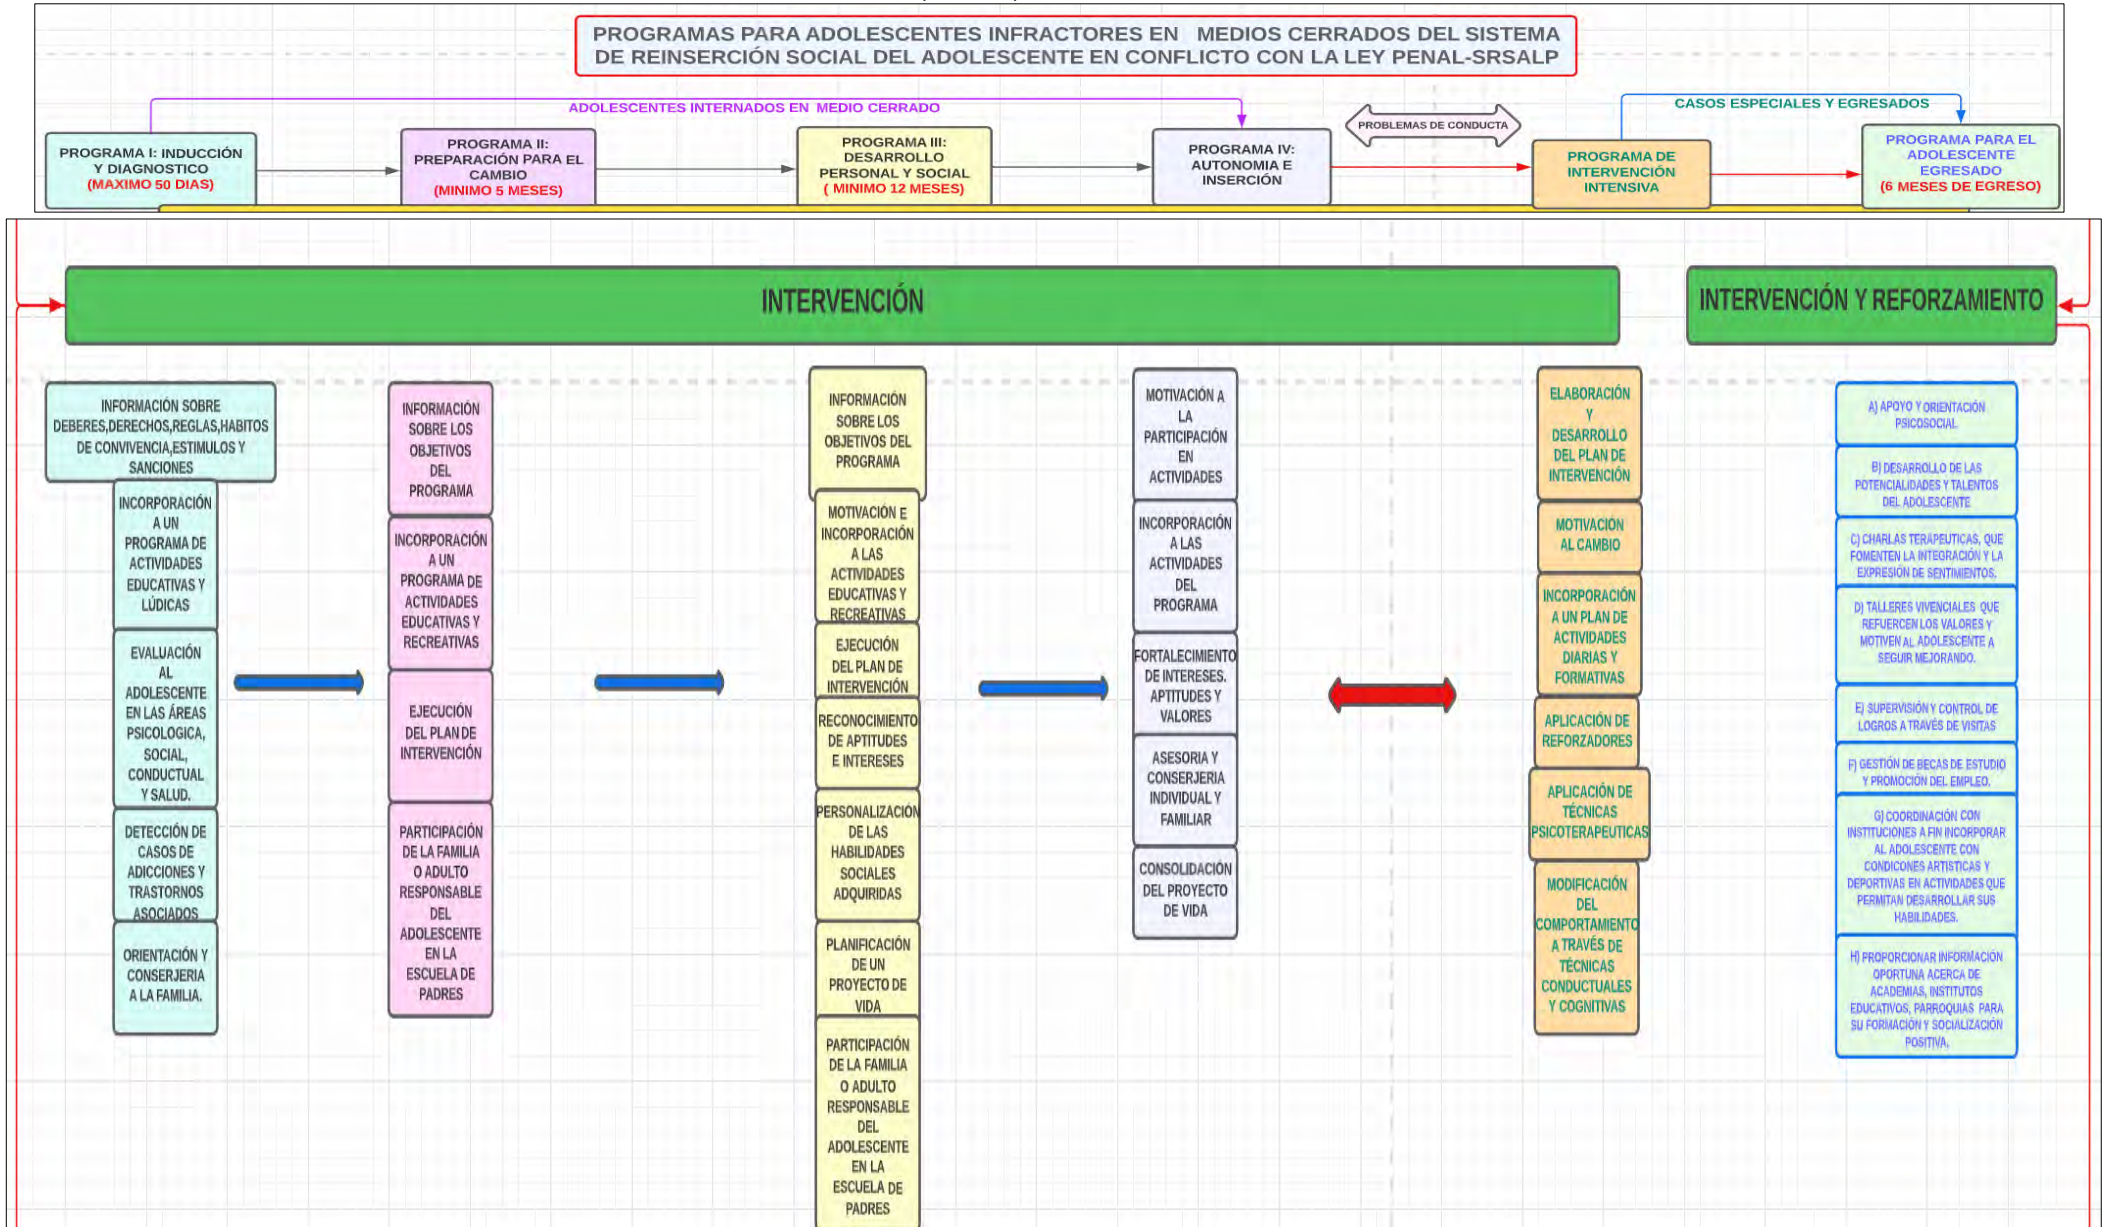 PROGRAMAS PARA ADOLESCENTES INFRACTORES EN MEDIOS CERRADOS DEL SISTEMA
DE REINSERCIÓN SOCIAL DEL ADOLESCENTE EN CONFLICTO CON LA LEY PENAL-SRSALP
ADOLESCENTES INTERNADOS EN MEDIO CERRADO
PROBLEMAS DE CONDUCTA
CASOS ESPECIALES Y EGRESADOS
PROGRAMA I: INDUCCIÓN
Y DIAGNOSTICO
(MAXIMO 50 DIAS)
PROGRAMA II:
PREPARACIÓN PARA EL
CAMBIO
(MINIMO 5 MESES)
PROGRAMA III:
DESARROLLO
PERSONAL Y SOCIAL
( MINIMO 12 MESES)
PROGRAMA IV:
AUTONOMIA E
INSERCIÓN
PROGRAMA DE
INTERVENCIÓN
INTENSIVA
PROGRAMA PARA EL
ADOLESCENTE
EGRESADO
(6 MESES DE EGRESO)
INTERVENCIÓN
INTERVENCIÓN Y REFORZAMIENTO
INFORMACIÓN SOBRE
DEBERES,DERECHOS,REGLAS,HABITOS
DE CONVIVENCIA,ESTIMULOS Y
SANCIONES
INCORPORACIÓN
A UN
PROGRAMA DE
ACTIVIDADES
EDUCATIVAS Y
LÚDICAS
EVALUACIÓN
AL
ADOLESCENTE
EN LAS ÁREAS
PSICOLOGICA,
SOCIAL,
CONDUCTUAL
Y SALUD.
DETECCIÓN DE
CASOS DE
ADICCIONES Y
TRASTORNOS
ASOCIADOS
ORIENTACIÓN Y
CONSERJERIA
A LA FAMILIA.
INFORMACIÓN
SOBRE LOS
OBJETIVOS
DEL
PROGRAMA
INCORPORACIÓN
A UN
PROGRAMA DE
ACTIVIDADES
EDUCATIVAS Y
RECREATIVAS
EJECUCIÓN
DEL PLAN DE
INTERVENCIÓN
PARTICIPACIÓN
DE LA FAMILIA
O ADULTO
RESPONSABLE
DEL
ADOLESCENTE
EN LA
ESCUELA DE
PADRES
INFORMACIÓN
SOBRE LOS
OBJETIVOS DEL
PROGRAMA
MOTIVACIÓN E
INCORPORACIÓN
A LAS
ACTIVIDADES
EDUCATIVAS Y
RECREATIVAS
EJECUCIÓN
DEL PLAN DE
INTERVENCIÓN
RECONOCIMIENTO
DE APTITUDES
E INTERESES
PERSONALIZACIÓN
DE LAS
HABILIDADES
SOCIALES
ADQUIRIDAS
PLANIFICACIÓN
DE UN
PROYECTO DE
VIDA
PARTICIPACIÓN
DE LA FAMILIA
O ADULTO
RESPONSABLE
DEL
ADOLESCENTE
EN LA
ESCUELA DE
PADRES
MOTIVACIÓN A
LA
PARTICIPACIÓN
EN
ACTIVIDADES
INCORPORACIÓN
A LAS
ACTIVIDADES
DEL
PROGRAMA
FORTALECIMIENTO
DE INTERESES.
APTITUDES Y
VALORES
ASESORIA Y
CONSERJERIA
INDIVIDUAL Y
FAMILIAR
CONSOLIDACIÓN
DEL PROYECTO
DE VIDA
ELABORACIÓN
Y
DESARROLLO
DEL PLAN DE
INTERVENCIÓN
MOTIVACIÓN
AL CAMBIO
INCORPORACIÓN
A UN PLAN DE
ACTIVIDADES
DIARIAS Y
FORMATIVAS
APLICACIÓN DE
REFORZADORES
APLICACIÓN DE
TÉCNICAS
PSICOTERAPEUTICAS
MODIFICACIÓN
DEL
COMPORTAMIENTO
A TRAVÉS DE
TÉCNICAS
CONDUCTUALES
Y COGNITIVAS
A) APOYO Y ORIENTACIÓN
PSICOSOCIAL
B) DESARROLLO DE LAS
POTENCIALIDADES Y TALENTOS
DEL ADOLESCENTE
C) CHARLAS TERAPEUTICAS, QUE
FOMENTEN LA INTEGRACIÓN Y LA
EXPRESIÓN DE SENTIMIENTOS.
D) TALLERES VIVENCIALES QUE
REFUERCEN LOS VALORES Y
MOTIVEN AL ADOLESCENTE A
SEGUIR MEJORANDO.
E) SUPERVISIÓN Y CONTROL DE
LOGROS A TRAVÉS DE VISITAS
F) GESTIÓN DE BECAS DE ESTUDIO
Y PROMOCIÓN DEL EMPLEO.
G) COORDINACIÓN CON
INSTITUCIONES A FIN INCORPORAR
AL ADOLESCENTE CON
CONDICONES ARTISTICAS Y
DEPORTIVAS EN ACTIVIDADES QUE
PERMITAN DESARROLLAR SUS
HABILIDADES.
H) PROPORCIONAR INFORMACIÓN
OPORTUNA ACERCA DE
ACADEMIAS, INSTITUTOS
EDUCATIVOS, PARROQUIAS PARA
SU FORMACIÓN Y SOCIALIZACIÓN
POSITIVA.